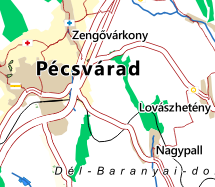 Zengővárkony
Pécsvárad
Lovászhetény
Nagypall
Dél-Baranyai-do